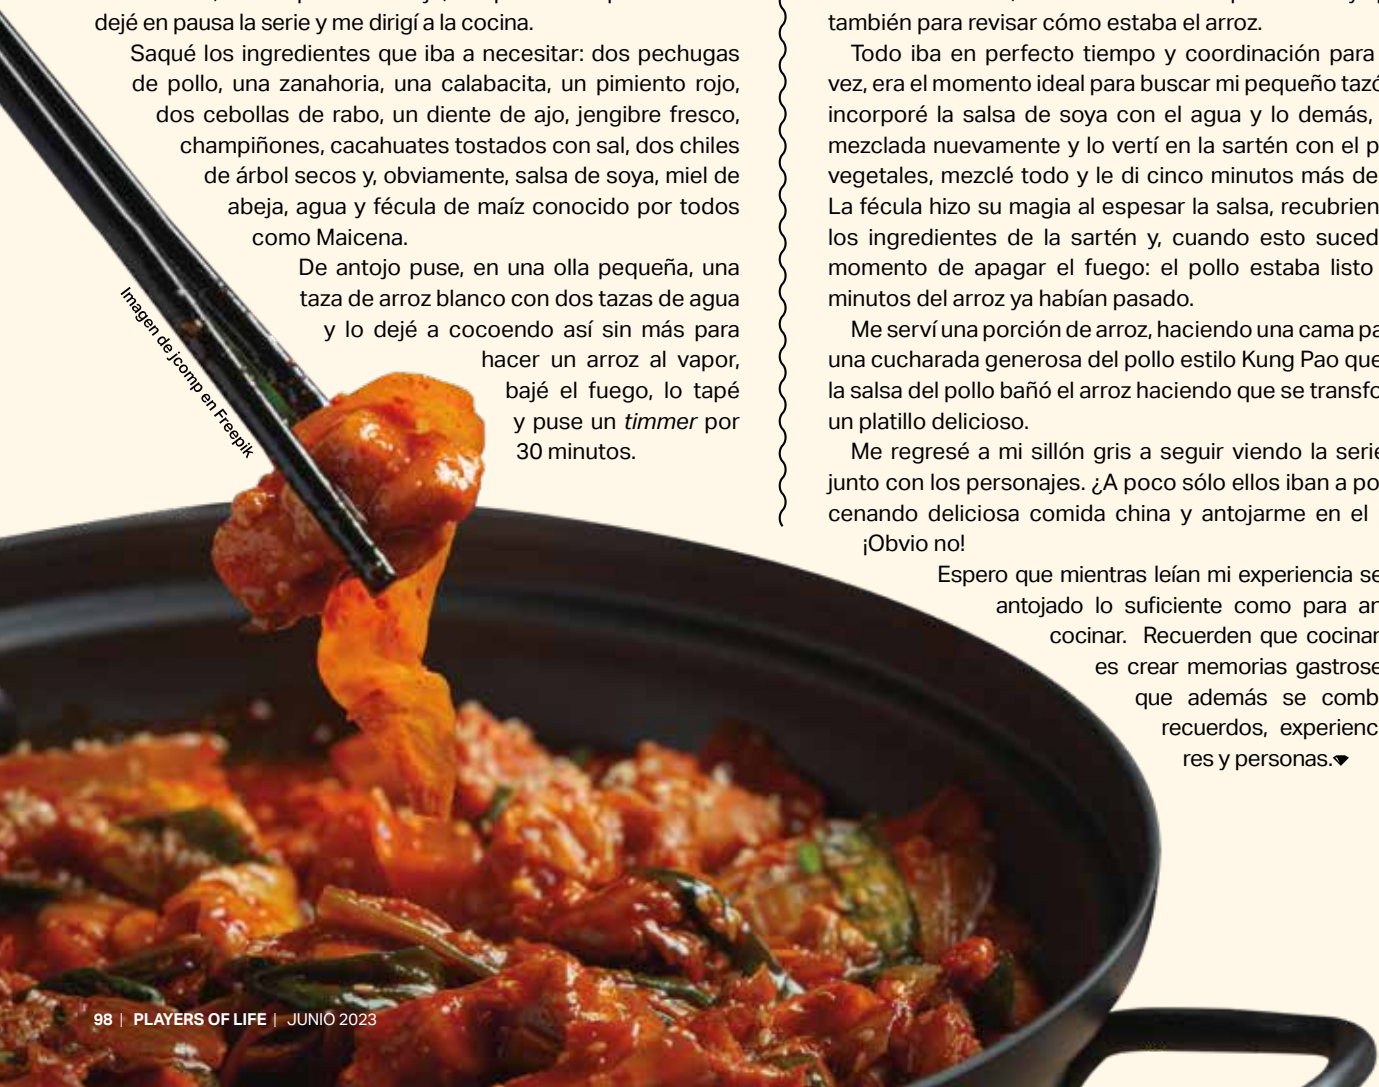 dejé en pausa la serie y me dirigí a la cocina.
Saqué los ingredientes que iba a necesitar: dos pechugas
de pollo, una zanahoria, una calabacita, un pimiento rojo,
dos cebollas de rabo, un diente de ajo, jengibre fresco,
champiñones, cacahuates tostados con sal, dos chiles
de árbol secos y, obviamente, salsa de soya, miel de
abeja, agua y fécula de maíz conocido por todos
como Maicena.
De antojo puse, en una olla pequeña, una
taza de arroz blanco con dos tazas de agua
y lo dejé a cocoendo así sin más para
hacer un arroz al vapor,
bajé el fuego, lo tapé
y puse un timmer por
30 minutos.
Imagen de jcomp en Freepik
también para revisar cómo estaba el arroz.
Todo iba en perfecto tiempo y coordinación para
vez, era el momento ideal para buscar mi pequeño
incorporé la salsa de soya con el agua y lo demás,
mezclada nuevamente y lo vertí en la sartén con el
vegetales, mezclé todo y le di cinco minutos más de
La fécula hizo su magia al espesar la salsa,
los ingredientes de la sartén y, cuando esto
momento de apagar el fuego: el pollo estaba listo
minutos del arroz ya habían pasado.
Me serví una porción de arroz, haciendo una cama
una cucharada generosa del pollo estilo Kung Pao que
la salsa del pollo bañó el arroz haciendo que se
un platillo delicioso.
Me regresé a mi sillón gris a seguir viendo la serie
junto con los personajes. ¿A poco sólo ellos iban a
cenando deliciosa comida china y antojarme en el
¡Obvio no!
Espero que mientras leían mi experiencia se
antojado lo suficiente como para
cocinar. Recuerden que cocinar
es crear memorias
que además se
recuerdos,
res y personas.
98 | PLAYERS OF LIFE | JUNIO 2023